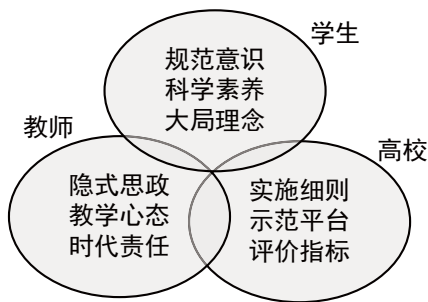 学生
规范意识
科学素养
大局理念
教师
隐式思政
教学心态
时代责任
高校
实施细则
示范平台
评价指标